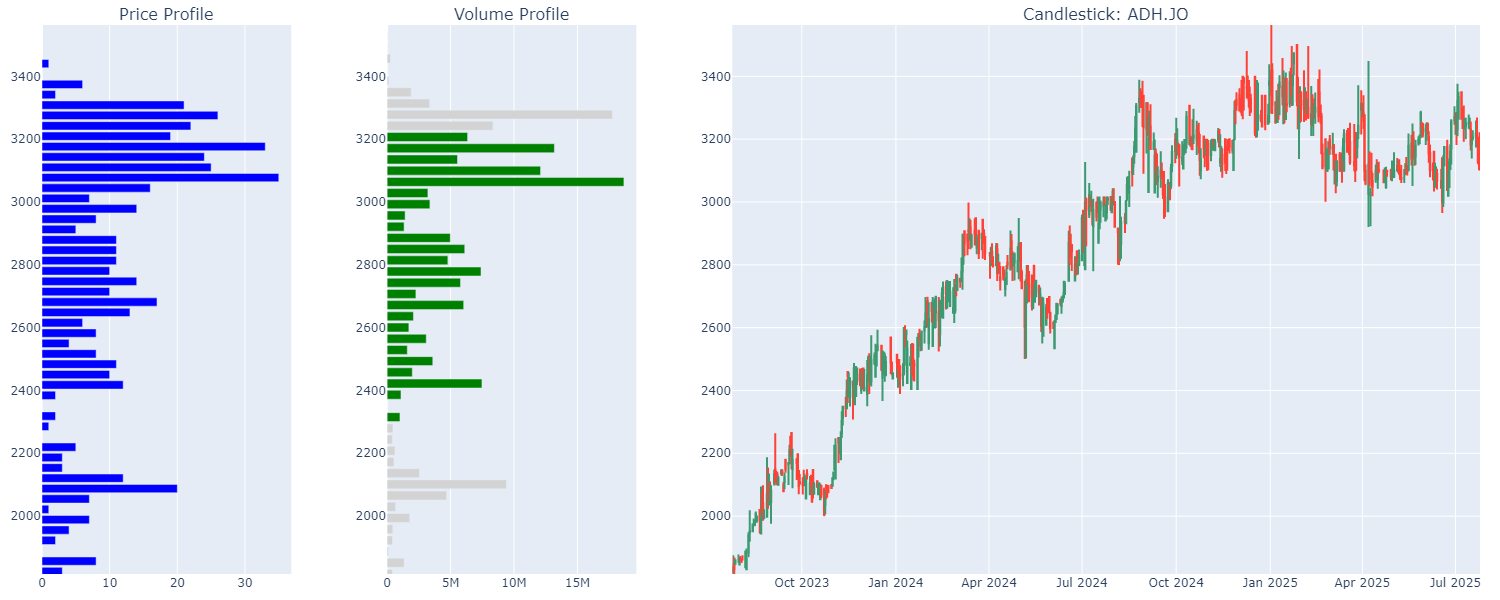 Price Profile
Volume Profile
Candlestick: ADH.JO
3400
3200
3000
2800
2600
2400
2200
2000
0
10
20
30
3400
3200
3000
2800
2600
2400
2200
2000
0
5M
10M
15M
3400
3200
3000
2800
2600
2400
2200
2000
Oct 2023
Jan 2024
Apr 2024
Jul 2024
Oct 2024
Jan 2025
Apr 2025
Jul 2025